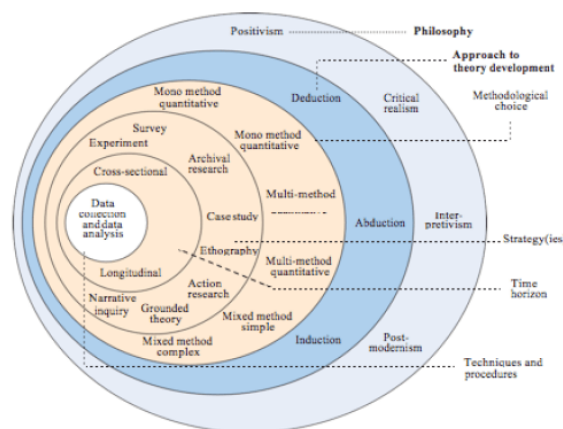 Positivism
Philosophy
Approach to
theory development
Mono method
quantitative
Deduction
Critical
realism
Methodological
choice
Survey
Experiment
Mono method
quantitative
Archival
research
Cross-sectional
Multi-method
Data
collection
and data
analysis
Case study
Abduction
Inter-
pretivism
Strategy(ies
Ethography
Longitudinal
Multi-method
quantitative
Time
horizon
Narrative
inquiry
Action
research
Grounded
theory
Mixed method
simple
Mixed method
complex
Induction
Post-
modernism
Techniques and
procedures